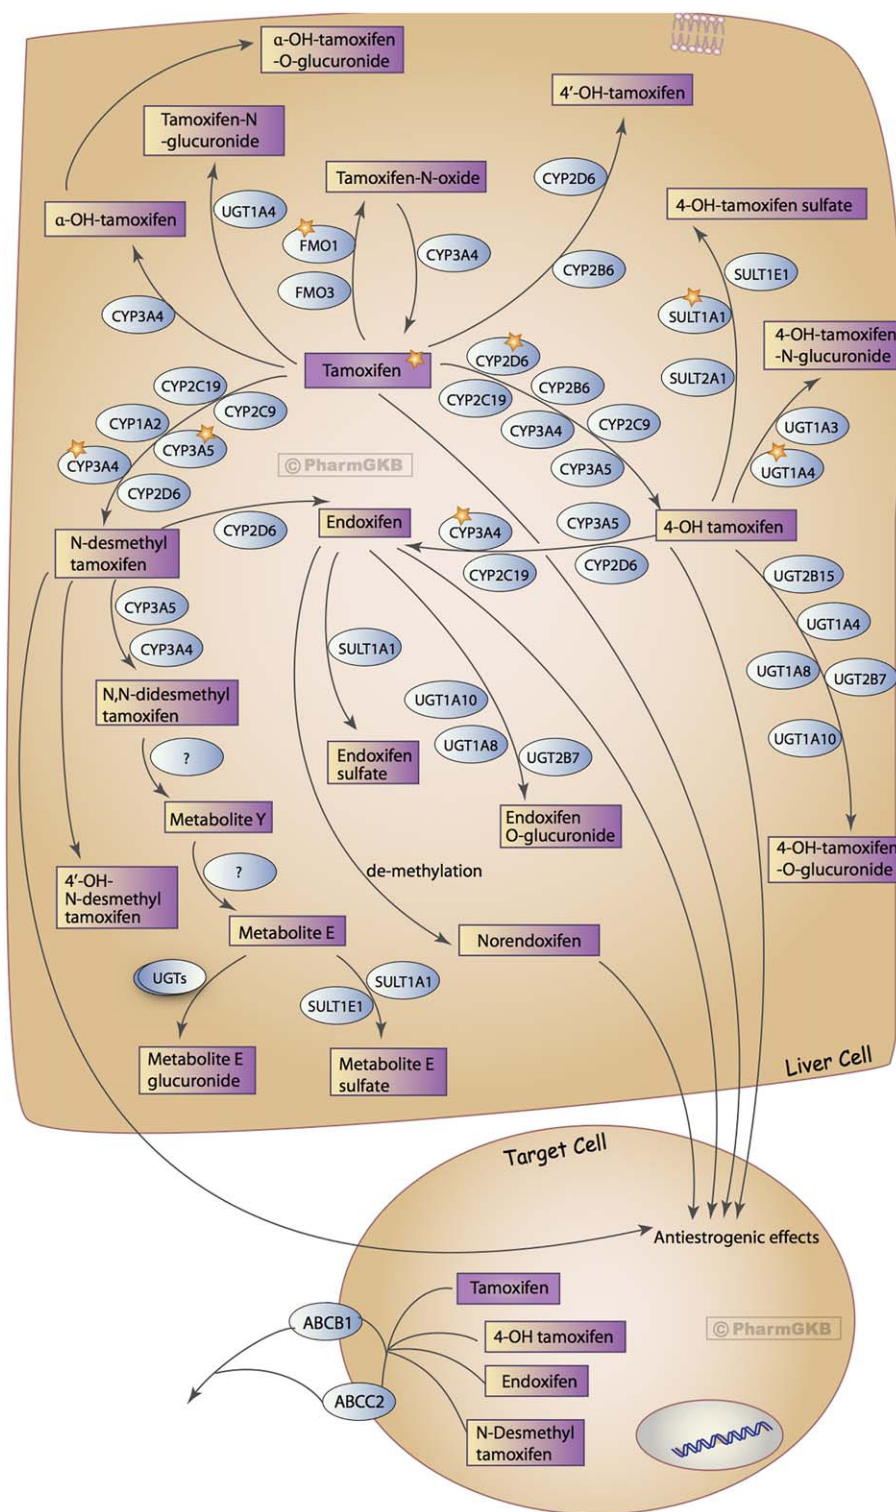 α-OH-tamoxifen
-O-glucuronide
4′-OH-tamoxifen
Tamoxifen-N
-glucuronide
Tamoxifen-N-oxide
CYP2D6
4-OH-tamoxifen sulfate
α-OH-tamoxifen
UGT1A4
FMO1
CYP3A4
CYP2B6
SULT1E1
FMO3
CYP3A4
SULT1A1
4-OH-tamoxifen
-N-glucuronide
Tamoxifen
CYP2D6
SULT2A1
CYP2C19
CYP2B6
CYP2C19
CYP2C9
CYP1A2
CYP3A4
CYP2C9
UGT1A3
CYP3A5
CYP3A4
CYP3A5
UGT1A4
© PharmGKB
CYP2D6
N-desmethyl
tamoxifen
CYP2D6
Endoxifen
CYP3A4
CYP3A5
4-OH tamoxifen
CYP2C19
CYP2D6
UGT2B15
CYP3A5
CYP3A4
SULT1A1
UGT1A4
UGT1A8
UGT2B7
N,N-didesmethyl
tamoxifen
UGT1A10
UGT1A8
UGT2B7
UGT1A10
?
Endoxifen
sulfate
Metabolite Y
Endoxifen
O-glucuronide
4-OH-tamoxifen
-O-glucuronide
?
de-methylation
4′-OH-
N-desmethyl
tamoxifen
Metabolite E
Norendoxifen
UGTs
SULT1A1
SULT1E1
Metabolite E
glucuronide
Metabolite E
sulfate
Liver Cell
Target Cell
Antiestrogenic effects
Tamoxifen
ABCB1
4-OH tamoxifen
© PharmGKB
Endoxifen
ABCC2
N-Desmethyl
tamoxifen